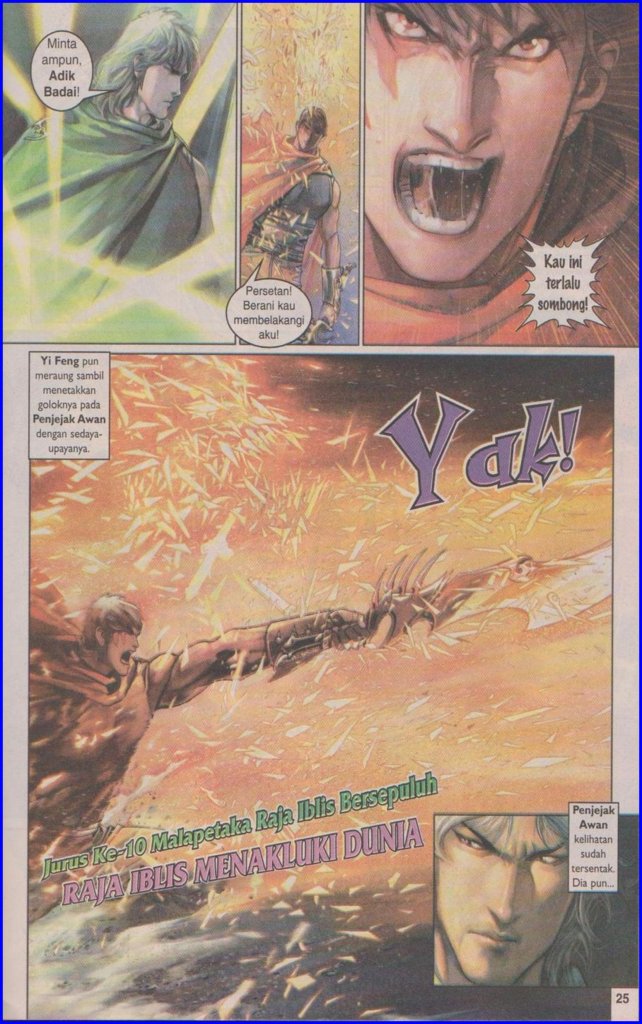 Minta
ampun,
Adik
Badai!
Persetan!
Berani kau
membelakangi
aku!
Kau ini
terlalu
sombong!
Yi Feng pun
meraung sambil
menetakkan
goloknya pada
Penjejak Awan
dengan sedaya-
upayanya.
Yak!
Jurus Ke-10 Malapetaka Raja Iblis Bersepuluh
RAJA IBLIS MENAKLUKI DUNIA
Penjejak
Awan
kelihatan
sudah
tersentak.
Dia pun...
25